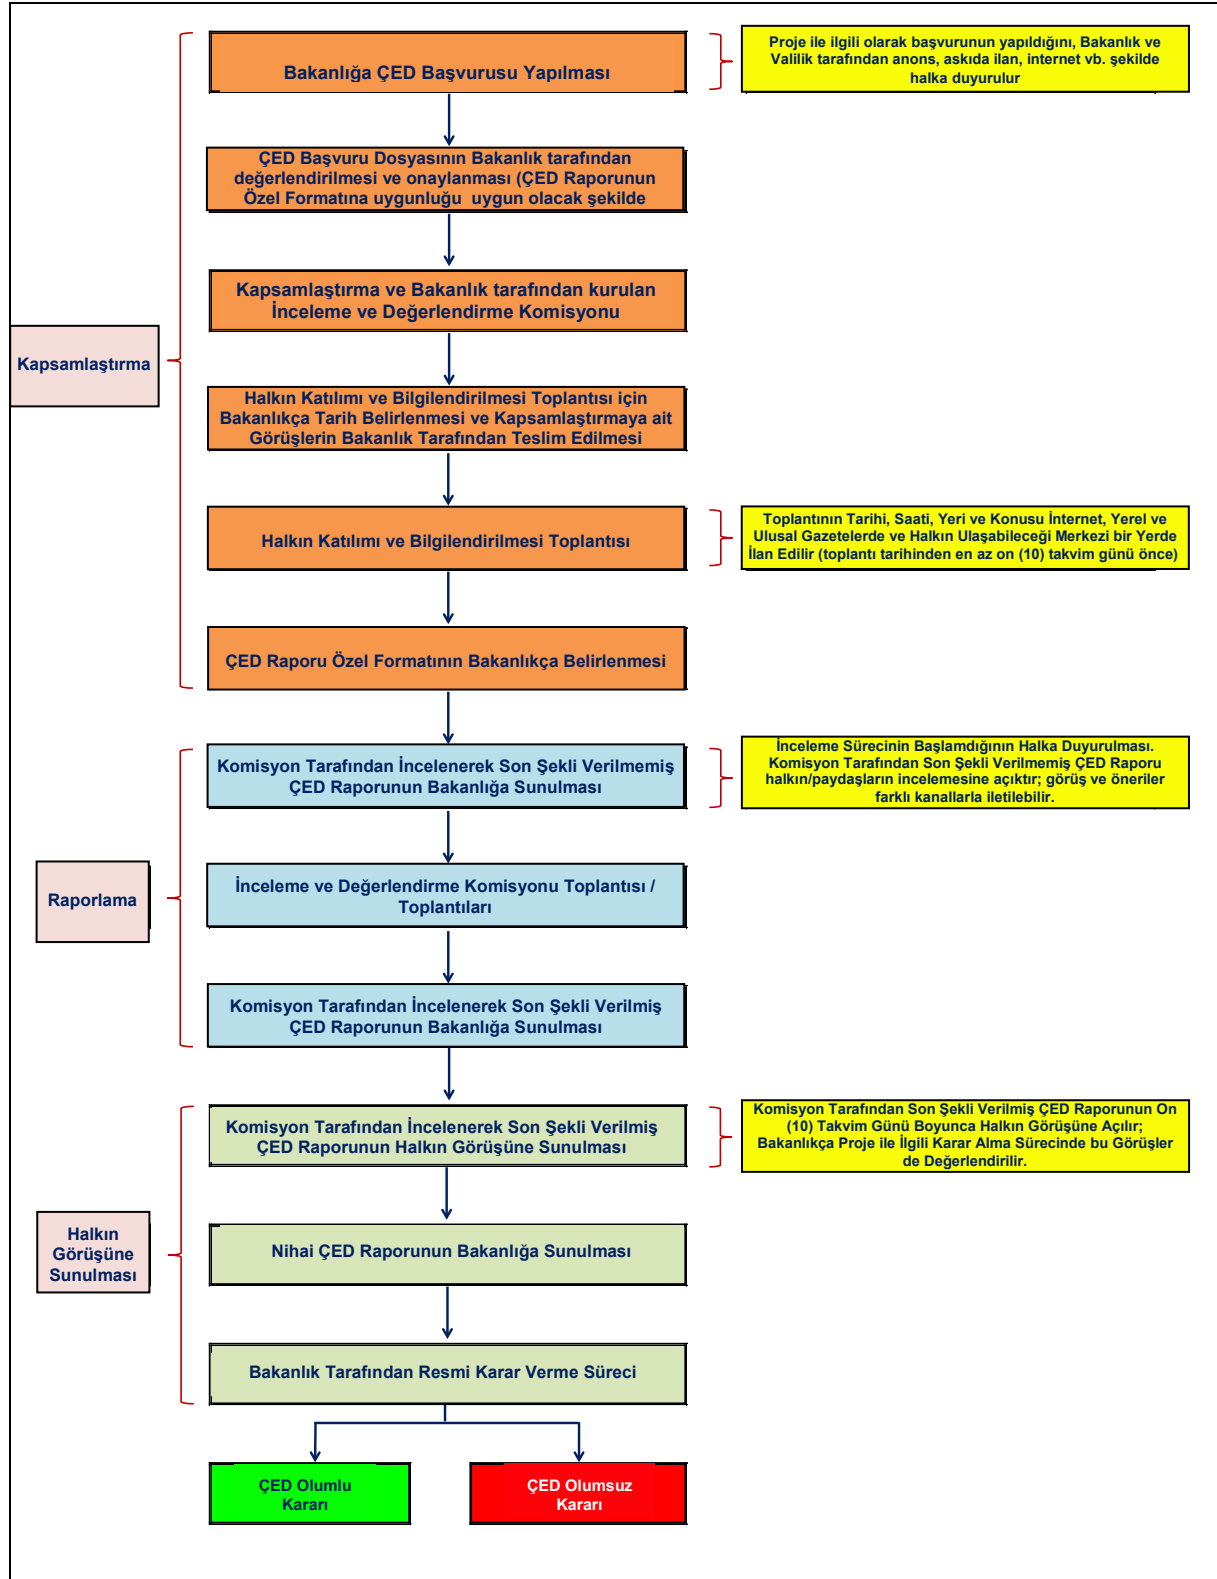 Bakanlığa ÇED Başvurusu Yapılması
Proje ile ilgili olarak başvurunun yapıldığını, Bakanlık ve
Valilik tarafından anons, askıda ilan, internet vb. şekilde
halka duyurulur
ÇED Başvuru Dosyasının Bakanlık tarafından
değerlendirilmesi ve onaylanması (ÇED Raporunun
Özel Formatına uygunluğu uygun olacak şekilde
Kapsamlaştırma ve Bakanlık tarafından kurulan
İnceleme ve Değerlendirme Komisyonu
Kapsamlaştırma
Halkın Katılımı ve Bilgilendirilmesi Toplantısı için
Bakanlıkça Tarih Belirlenmesi ve Kapsamlaştırmaya ait
Görüşlerin Bakanlık Tarafından Teslim Edilmesi
Halkın Katılımı ve Bilgilendirilmesi Toplantısı
Toplantının Tarihi, Saati, Yeri ve Konusu İnternet, Yerel ve
Ulusal Gazetelerde ve Halkın Ulaşabileceği Merkezi bir Yerde
İlan Edilir (toplantı tarihinden en az on (10) takvim günü önce)
ÇED Raporu Özel Formatının Bakanlıkça Belirlenmesi
Komisyon Tarafından İncelenerek Son Şekli Verilmemiş
ÇED Raporunun Bakanlığa Sunulması
İnceleme Sürecinin Başlamdığının Halka Duyurulması.
Komisyon Tarafından Son Şekli Verilmemiş ÇED Raporu
halkın/paydaşların incelemesine açıktır; görüş ve öneriler
farklı kanallarla iletilebilir.
Raporlama
İnceleme ve Değerlendirme Komisyonu Toplantısı /
Toplantıları
Komisyon Tarafından İncelenerek Son Şekli Verilmiş
ÇED Raporunun Bakanlığa Sunulması
Komisyon Tarafından İncelenerek Son Şekli Verilmiş
ÇED Raporunun Halkın Görüşüne Sunulması
Komisyon Tarafından Son Şekli Verilmiş ÇED Raporunun On
(10) Takvim Günü Boyunca Halkın Görüşüne Açılır;
Bakanlıkça Proje ile İlgili Karar Alma Sürecinde bu Görüşler
de Değerlendirilir.
Halkın
Görüşüne
Sunulması
Nihai ÇED Raporunun Bakanlığa Sunulması
Bakanlık Tarafından Resmi Karar Verme Süreci
ÇED Olumlu
Kararı
ÇED Olumsuz
Kararı